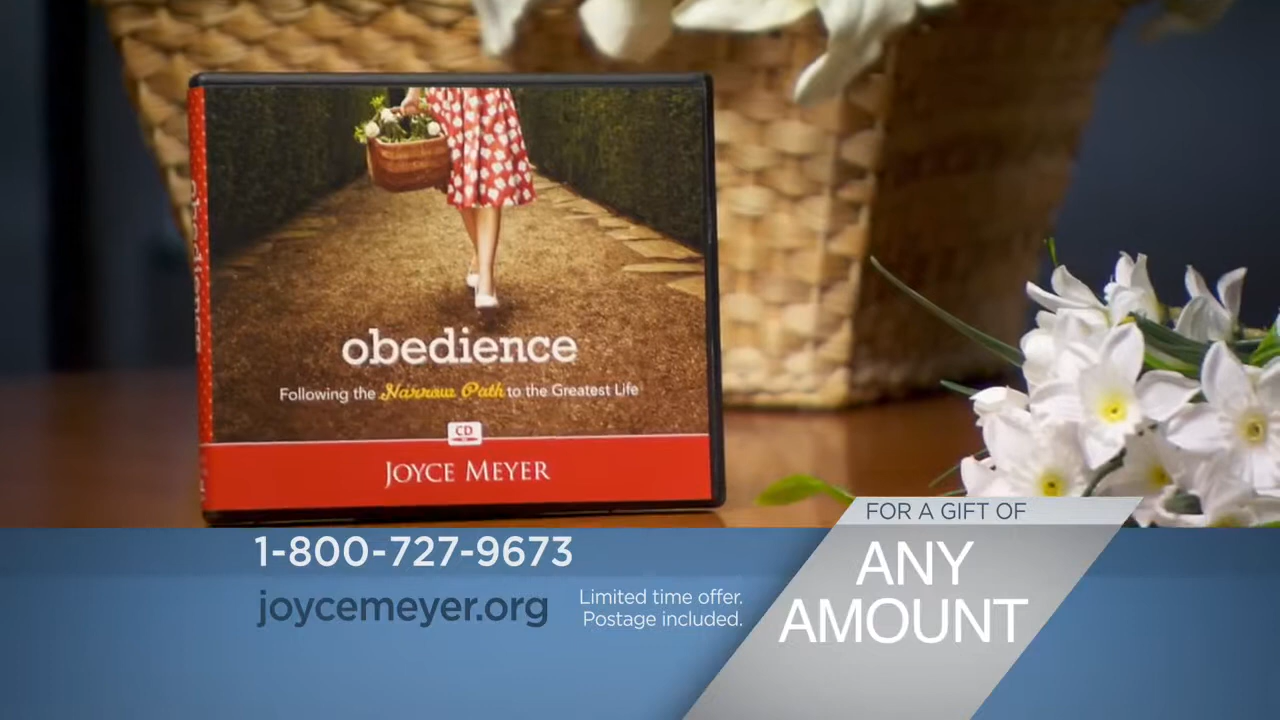 obedience
Following the Narrow Path to the Greatest Life
CD
JOYCE MEYER
FOR A GIFT OF
ANY
AMOUNT
1-800-727-9673
joycemeyer.org
Limited time offer.
Postage included.